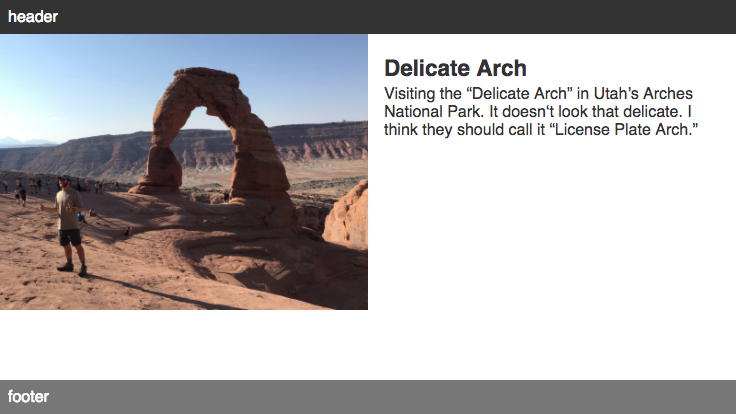 header
Delicate Arch
Visiting the “Delicate Arch” in Utah’s Arches
National Park. It doesn‘t look that delicate. I
think they should call it “License Plate Arch.”
footer